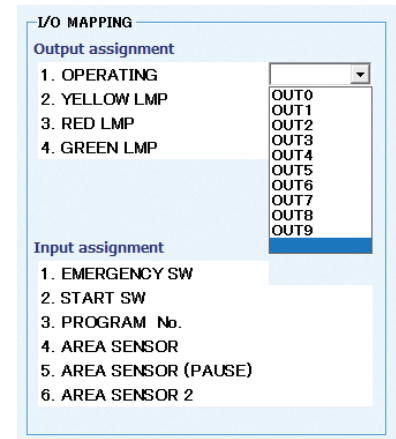 I/O MAPPING
Output assignment
1. OPERATING
2. YELLOW LMP
3. RED LMP
4. GREEN LMP
OUT0
OUT1
OUT2
OUT3
OUT4
OUT5
OUT6
OUT7
OUT8
OUT9
Input assignment
1. EMERGENCY SW
2. START SW
3. PROGRAM No.
4. AREA SENSOR
5. AREA SENSOR (PAUSE)
6. AREA SENSOR 2